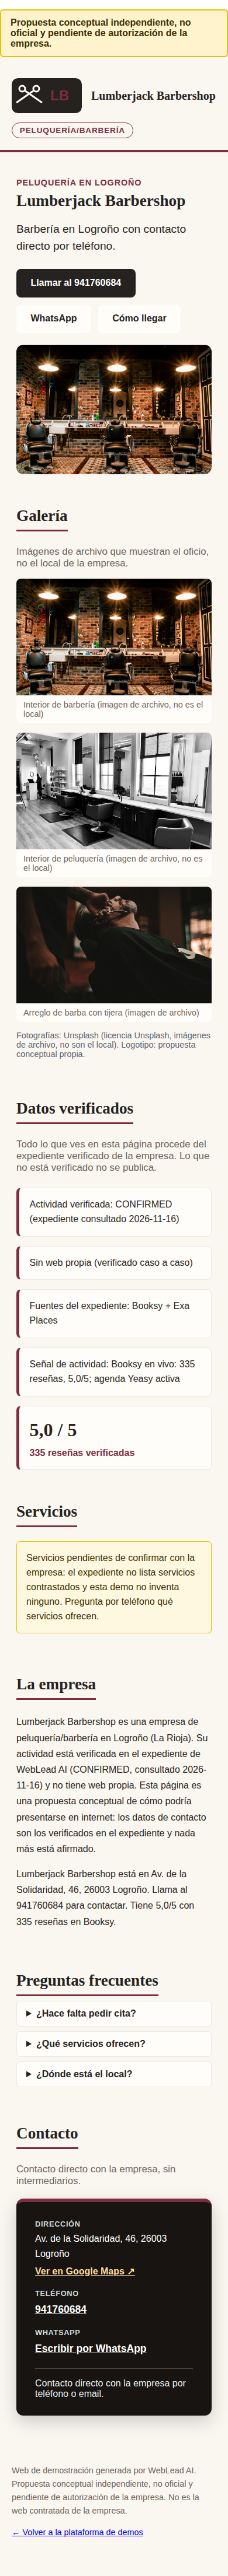 Propuesta conceptual independiente, no
oficial y pendiente de autorización de la
empresa.
LB
Lumberjack Barbershop
PELUQUERÍA/BARBERÍA
PELUQUERÍA EN LOGROÑO
Lumberjack Barbershop
Barbería en Logroño con contacto
directo por teléfono.
Llamar al 941760684
WhatsApp
Cómo llegar
Galería
Imágenes de archivo que muestran el oficio,
no el local de la empresa.
Interior de barbería (imagen de archivo, no es el
local)
Interior de peluquería (imagen de archivo, no es
el local)
Arreglo de barba con tijera (imagen de archivo)
Fotografías: Unsplash (licencia Unsplash, imágenes
de archivo, no son el local). Logotipo: propuesta
conceptual propia.
Datos verificados
Todo lo que ves en esta página procede del
expediente verificado de la empresa. Lo que
no está verificado no se publica.
Actividad verificada: CONFIRMED
(expediente consultado 2026-11-16)
Sin web propia (verificado caso a caso)
Fuentes del expediente: Booksy + Exa
Places
Señal de actividad: Booksy en vivo: 335
reseñas, 5,0/5; agenda Yeasy activa
5,0 / 5
335 reseñas verificadas
Servicios
Servicios pendientes de confirmar con la
empresa: el expediente no lista servicios
contrastados y esta demo no inventa
ninguno. Pregunta por teléfono qué
servicios ofrecen.
La empresa
Lumberjack Barbershop es una empresa de
peluquería/barbería en Logroño (La Rioja). Su
actividad está verificada en el expediente de
WebLead AI (CONFIRMED, consultado 2026-
11-16) y no tiene web propia. Esta página es
una propuesta conceptual de cómo podría
presentarse en internet: los datos de contacto
son los verificados en el expediente y nada
más está afirmado.
Lumberjack Barbershop está en Av. de la
Solidaridad, 46, 26003 Logroño. Llama al
941760684 para contactar. Tiene 5,0/5 con
335 reseñas en Booksy.
Preguntas frecuentes
▶ ¿Hace falta pedir cita?
▶ ¿Qué servicios ofrecen?
▶ ¿Dónde está el local?
Contacto
Contacto directo con la empresa, sin
intermediarios.
DIRECCIÓN
Av. de la Solidaridad, 46, 26003
Logroño
Ver en Google Maps ↗
TELÉFONO
941760684
WHATSAPP
Escribir por WhatsApp
Contacto directo con la empresa por
teléfono o email.
Web de demostración generada por WebLead AI.
Propuesta conceptual independiente, no oficial y
pendiente de autorización de la empresa. No es la
web contratada de la empresa.
← Volver a la plataforma de demos